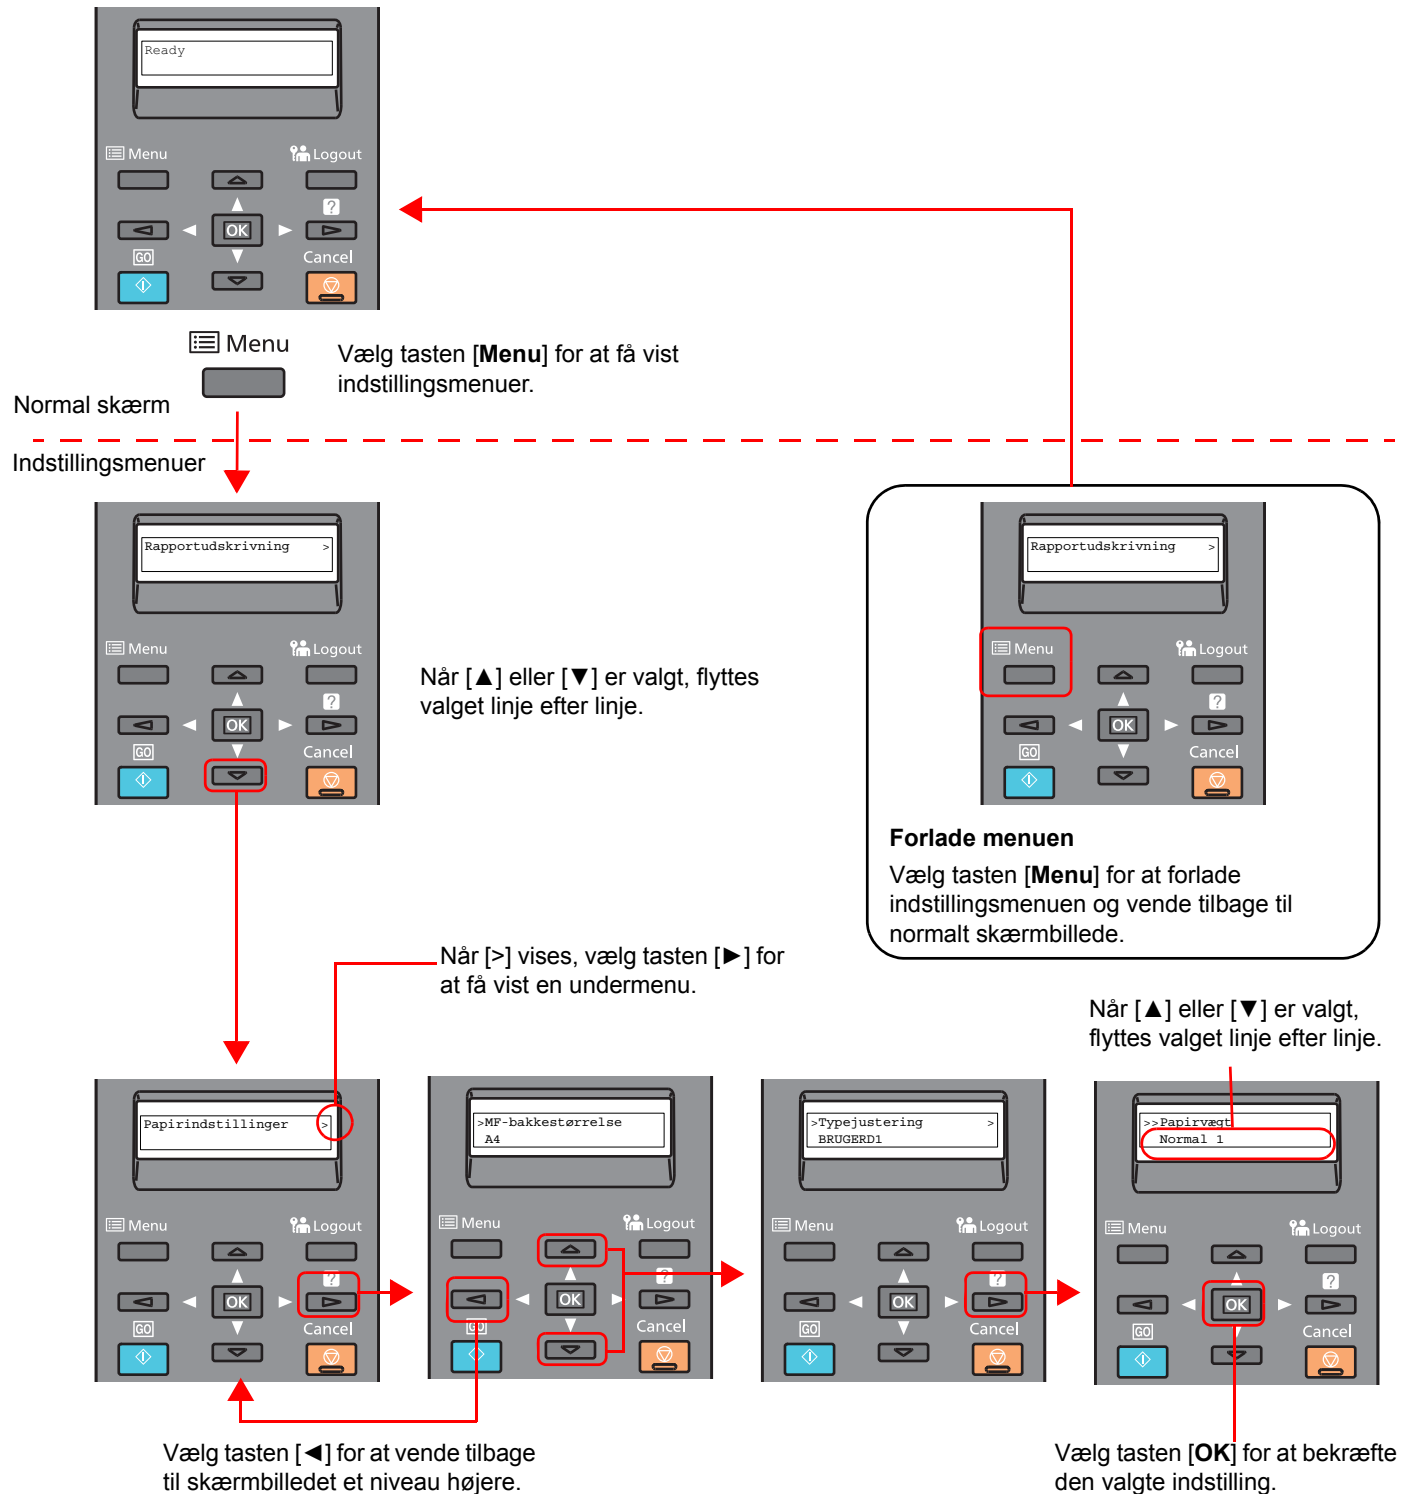 Ready
Menu
Logout
?
OK
GO
Cancel
Menu
Vælg tasten [Menu] for at få vist
indstillingsmenuer.
Normal skærm
Indstillingsmenuer
Rapportudskrivning >
Menu
Logout
?
OK
GO
Cancel
Når [▲] eller [▼] er valgt, flyttes
valget linje efter linje.
Rapportudskrivning >
Menu
Logout
?
OK
GO
Cancel
Forlade menuen
Vælg tasten [Menu] for at forlade
indstillingsmenuen og vende tilbage til
normalt skærmbillede.
Når [>] vises, vælg tasten [►] for
at få vist en undermenu.
Når [▲] eller [▼] er valgt,
flyttes valget linje efter linje.
Papirindstillinger >
Menu
Logout
?
OK
GO
Cancel
>MF-bakkestørrelse
A4
Menu
Logout
?
OK
GO
Cancel
>Typejustering >
BRUGERD1
Menu
Logout
?
OK
GO
Cancel
>>Papirvægt
Normal 1
Menu
Logout
?
OK
GO
Cancel
Vælg tasten [◄] for at vende tilbage
til skærmbilledet et niveau højere.
Vælg tasten [OK] for at bekræfte
den valgte indstilling.